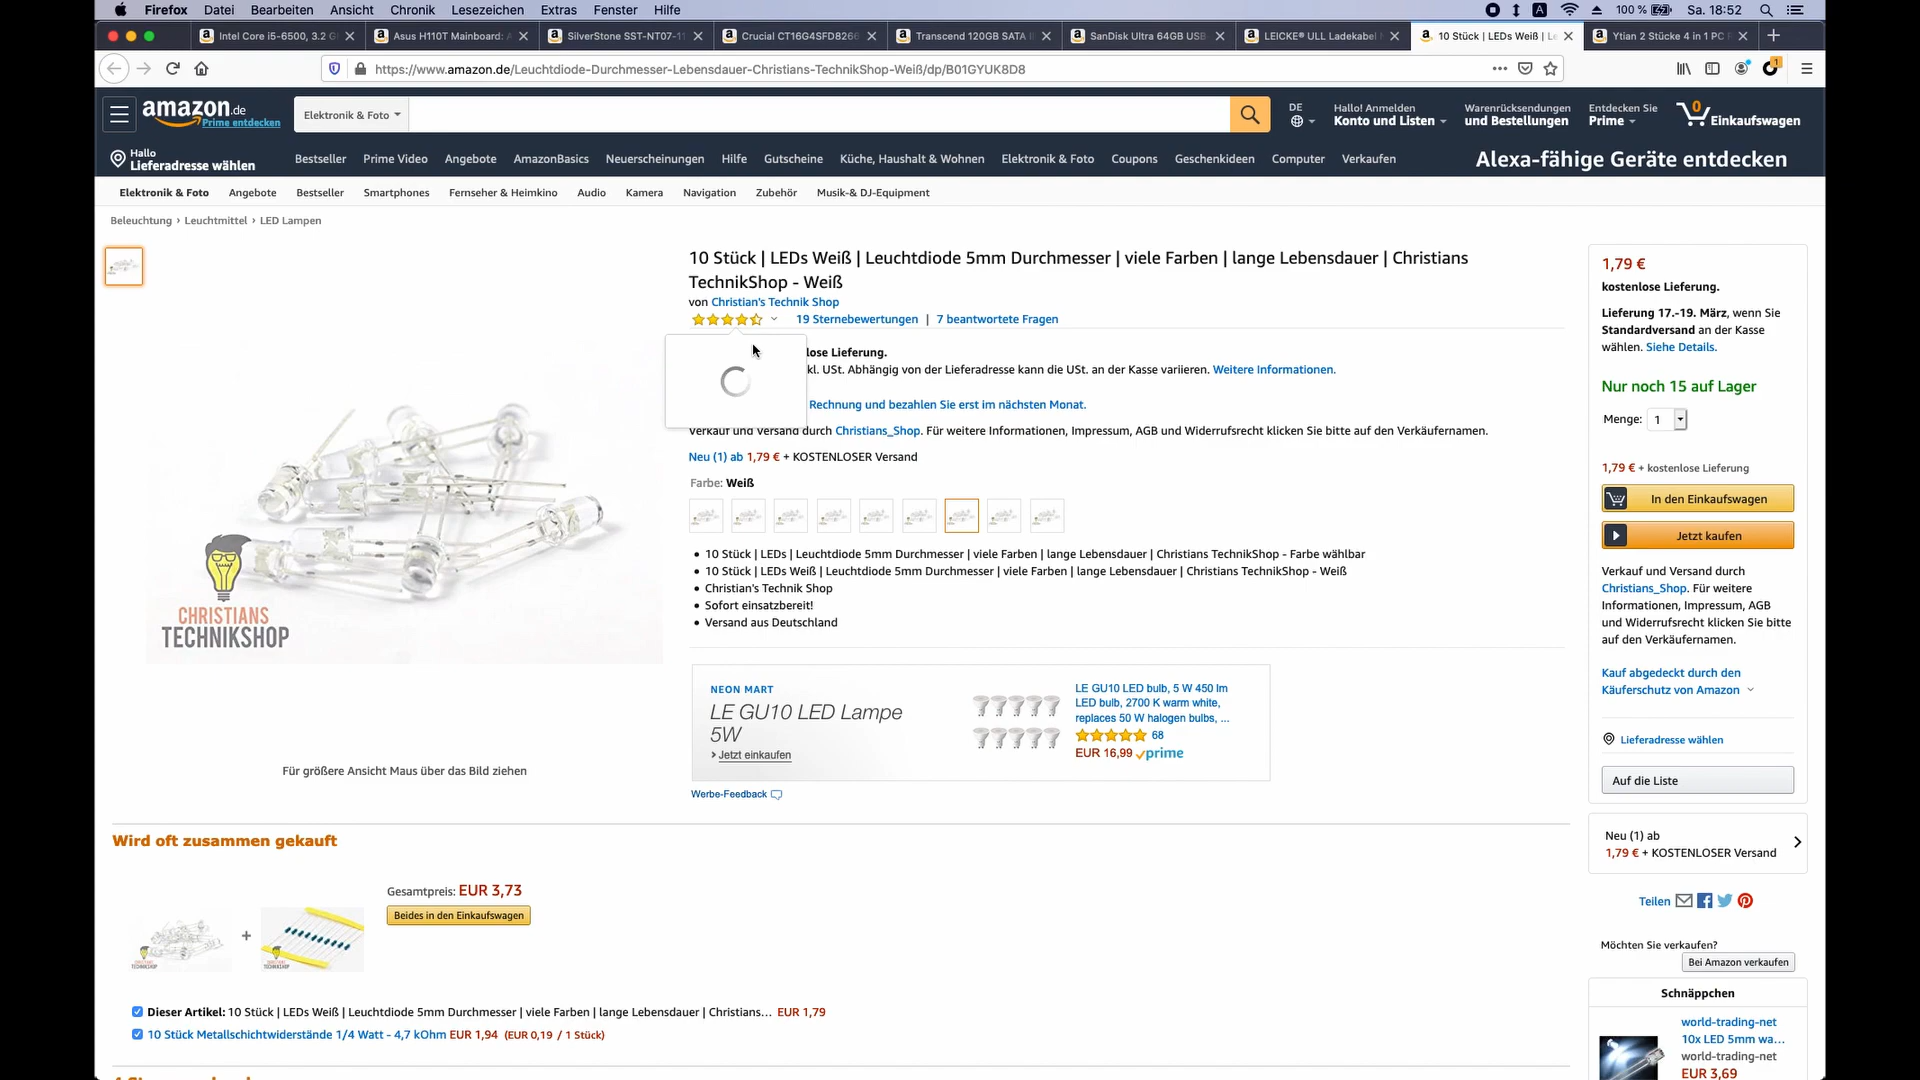 Firefox Datei Bearbeiten Ansicht Chronik Lesezeichen Extras Fenster Hilfe
100 % Sa. 18:52
Intel Core i5-6500, 3.2 G
Asus H110T Mainboard: A
SilverStone SST-NT07-11
Crucial CT16G4SFD8266
Transcend 120GB SATA II
SanDisk Ultra 64GB USB
LEICKE® ULL Ladekabel
10 Stück | LEDs Weiß | Le
Ytian 2 Stücke 4 in 1 PC
https://www.amazon.de/Leuchtdiode-Durchmesser-Lebensdauer-Christians-TechnikShop-Weiß/dp/B01GYUK8D8
amazon.de
Prime entdecken
Elektronik & Foto
DE
Hallo! Anmelden
Konto und Listen
Warenrücksendungen
und Bestellungen
Entdecken Sie
Prime
0
Einkaufswagen
Hallo
Lieferadresse wählen
Bestseller Prime Video Angebote AmazonBasics Neuerscheinungen Hilfe Gutscheine Küche, Haushalt & Wohnen Elektronik & Foto Coupons Geschenkideen Computer Verkaufen
Alexa-fähige Geräte entdecken
Elektronik & Foto Angebote Bestseller Smartphones Fernseher & Heimkino Audio Kamera Navigation Zubehör Musik-& DJ-Equipment
Beleuchtung › Leuchtmittel › LED Lampen
CHRISTIANS
TECHNIKSHOP
Für größere Ansicht Maus über das Bild ziehen
10 Stück | LEDs Weiß | Leuchtdiode 5mm Durchmesser | viele Farben | lange Lebensdauer | Christians
TechnikShop - Weiß
von Christian's Technik Shop
19 Sternebewertungen | 7 beantwortete Fragen
lose Lieferung.
kl. USt. Abhängig von der Lieferadresse kann die USt. an der Kasse variieren. Weitere Informationen.
Rechnung und bezahlen Sie erst im nächsten Monat.
Verkauf und Versand durch Christians_Shop. Für weitere Informationen, Impressum, AGB und Widerrufsrecht klicken Sie bitte auf den Verkäufernamen.
Neu (1) ab 1,79 € + KOSTENLOSER Versand
Farbe: Weiß
• 10 Stück | LEDs | Leuchtdiode 5mm Durchmesser | viele Farben | lange Lebensdauer | Christians TechnikShop - Farbe wählbar
• 10 Stück | LEDs Weiß | Leuchtdiode 5mm Durchmesser | viele Farben | lange Lebensdauer | Christians TechnikShop - Weiß
• Christian's Technik Shop
• Sofort einsatzbereit!
• Versand aus Deutschland
NEON MART
LE GU10 LED Lampe
5W
› Jetzt einkaufen
LE GU10 LED bulb, 5 W 450 lm
LED bulb, 2700 K warm white,
replaces 50 W halogen bulbs, ...
68
EUR 16,99 prime
Werbe-Feedback
1,79 €
kostenlose Lieferung.
Lieferung 17.-19. März, wenn Sie
Standardversand an der Kasse
wählen. Siehe Details.
Nur noch 15 auf Lager
Menge: 1
1,79 € + kostenlose Lieferung
In den Einkaufswagen
Jetzt kaufen
Verkauf und Versand durch
Christians_Shop. Für weitere
Informationen, Impressum, AGB
und Widerrufsrecht klicken Sie bitte
auf den Verkäufernamen.
Kauf abgedeckt durch den
Käuferschutz von Amazon
Lieferadresse wählen
Auf die Liste
Neu (1) ab
1,79 € + KOSTENLOSER Versand
Teilen
Möchten Sie verkaufen?
Bei Amazon verkaufen
Schnäppchen
world-trading-net
10x LED 5mm wa...
world-trading-net
EUR 3,69
Wird oft zusammen gekauft
Gesamtpreis: EUR 3,73
Beides in den Einkaufswagen
+
CHRISTIANS
TECHNIKSHOP
CHRISTIANS
TECHNIKSHOP
Dieser Artikel: 10 Stück | LEDs Weiß | Leuchtdiode 5mm Durchmesser | viele Farben | lange Lebensdauer | Christians... EUR 1,79
10 Stück Metallschichtwiderstände 1/4 Watt - 4,7 kOhm EUR 1,94 (EUR 0,19 / 1 Stück)